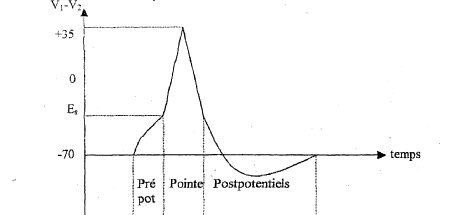 V₁-V₂
+35
0
Eₛ
-70
temps
Pré Pointe Postpotentiels
pot